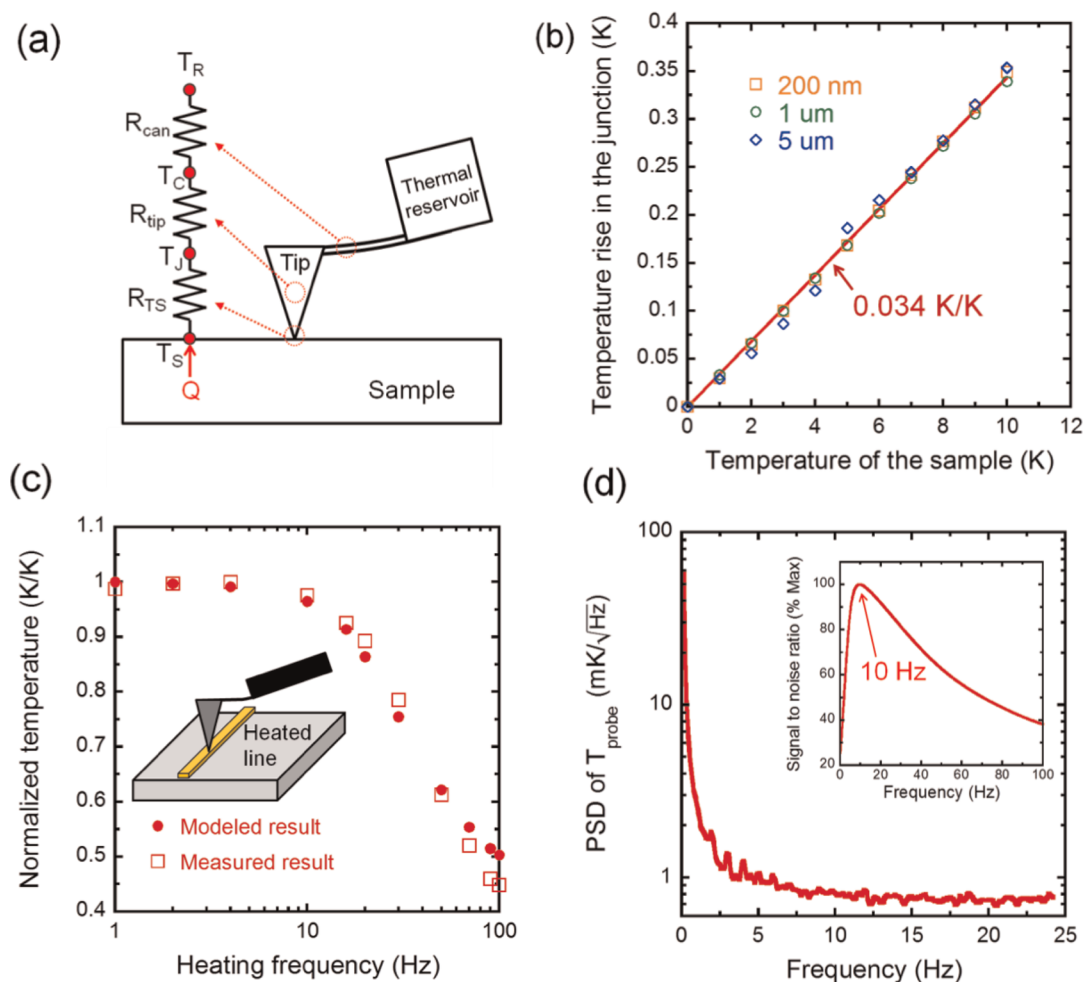 (a)
T_R
R_can
T_C
R_tip
T_J
R_TS
T_S
Q
Thermal
reservoir
Tip
Sample
(b)
Temperature rise in the junction (K)
0.4
0.35
0.3
0.25
0.2
0.15
0.1
0.05
0
200 nm
1 um
5 um
0.034 K/K
0 2 4 6 8 10 12
Temperature of the sample (K)
(c)
Normalized temperature (K/K)
1.1
1
0.9
0.8
0.7
0.6
0.5
0.4
Heated
line
Modeled result
Measured result
1 10 100
Heating frequency (Hz)
(d)
PSD of T_probe (mK/√Hz)
100
10
1
Signal to noise ratio (% Max)
100
80
60
40
20
10 Hz
0 20 40 60 80 100
Frequency (Hz)
0 5 10 15 20 25
Frequency (Hz)